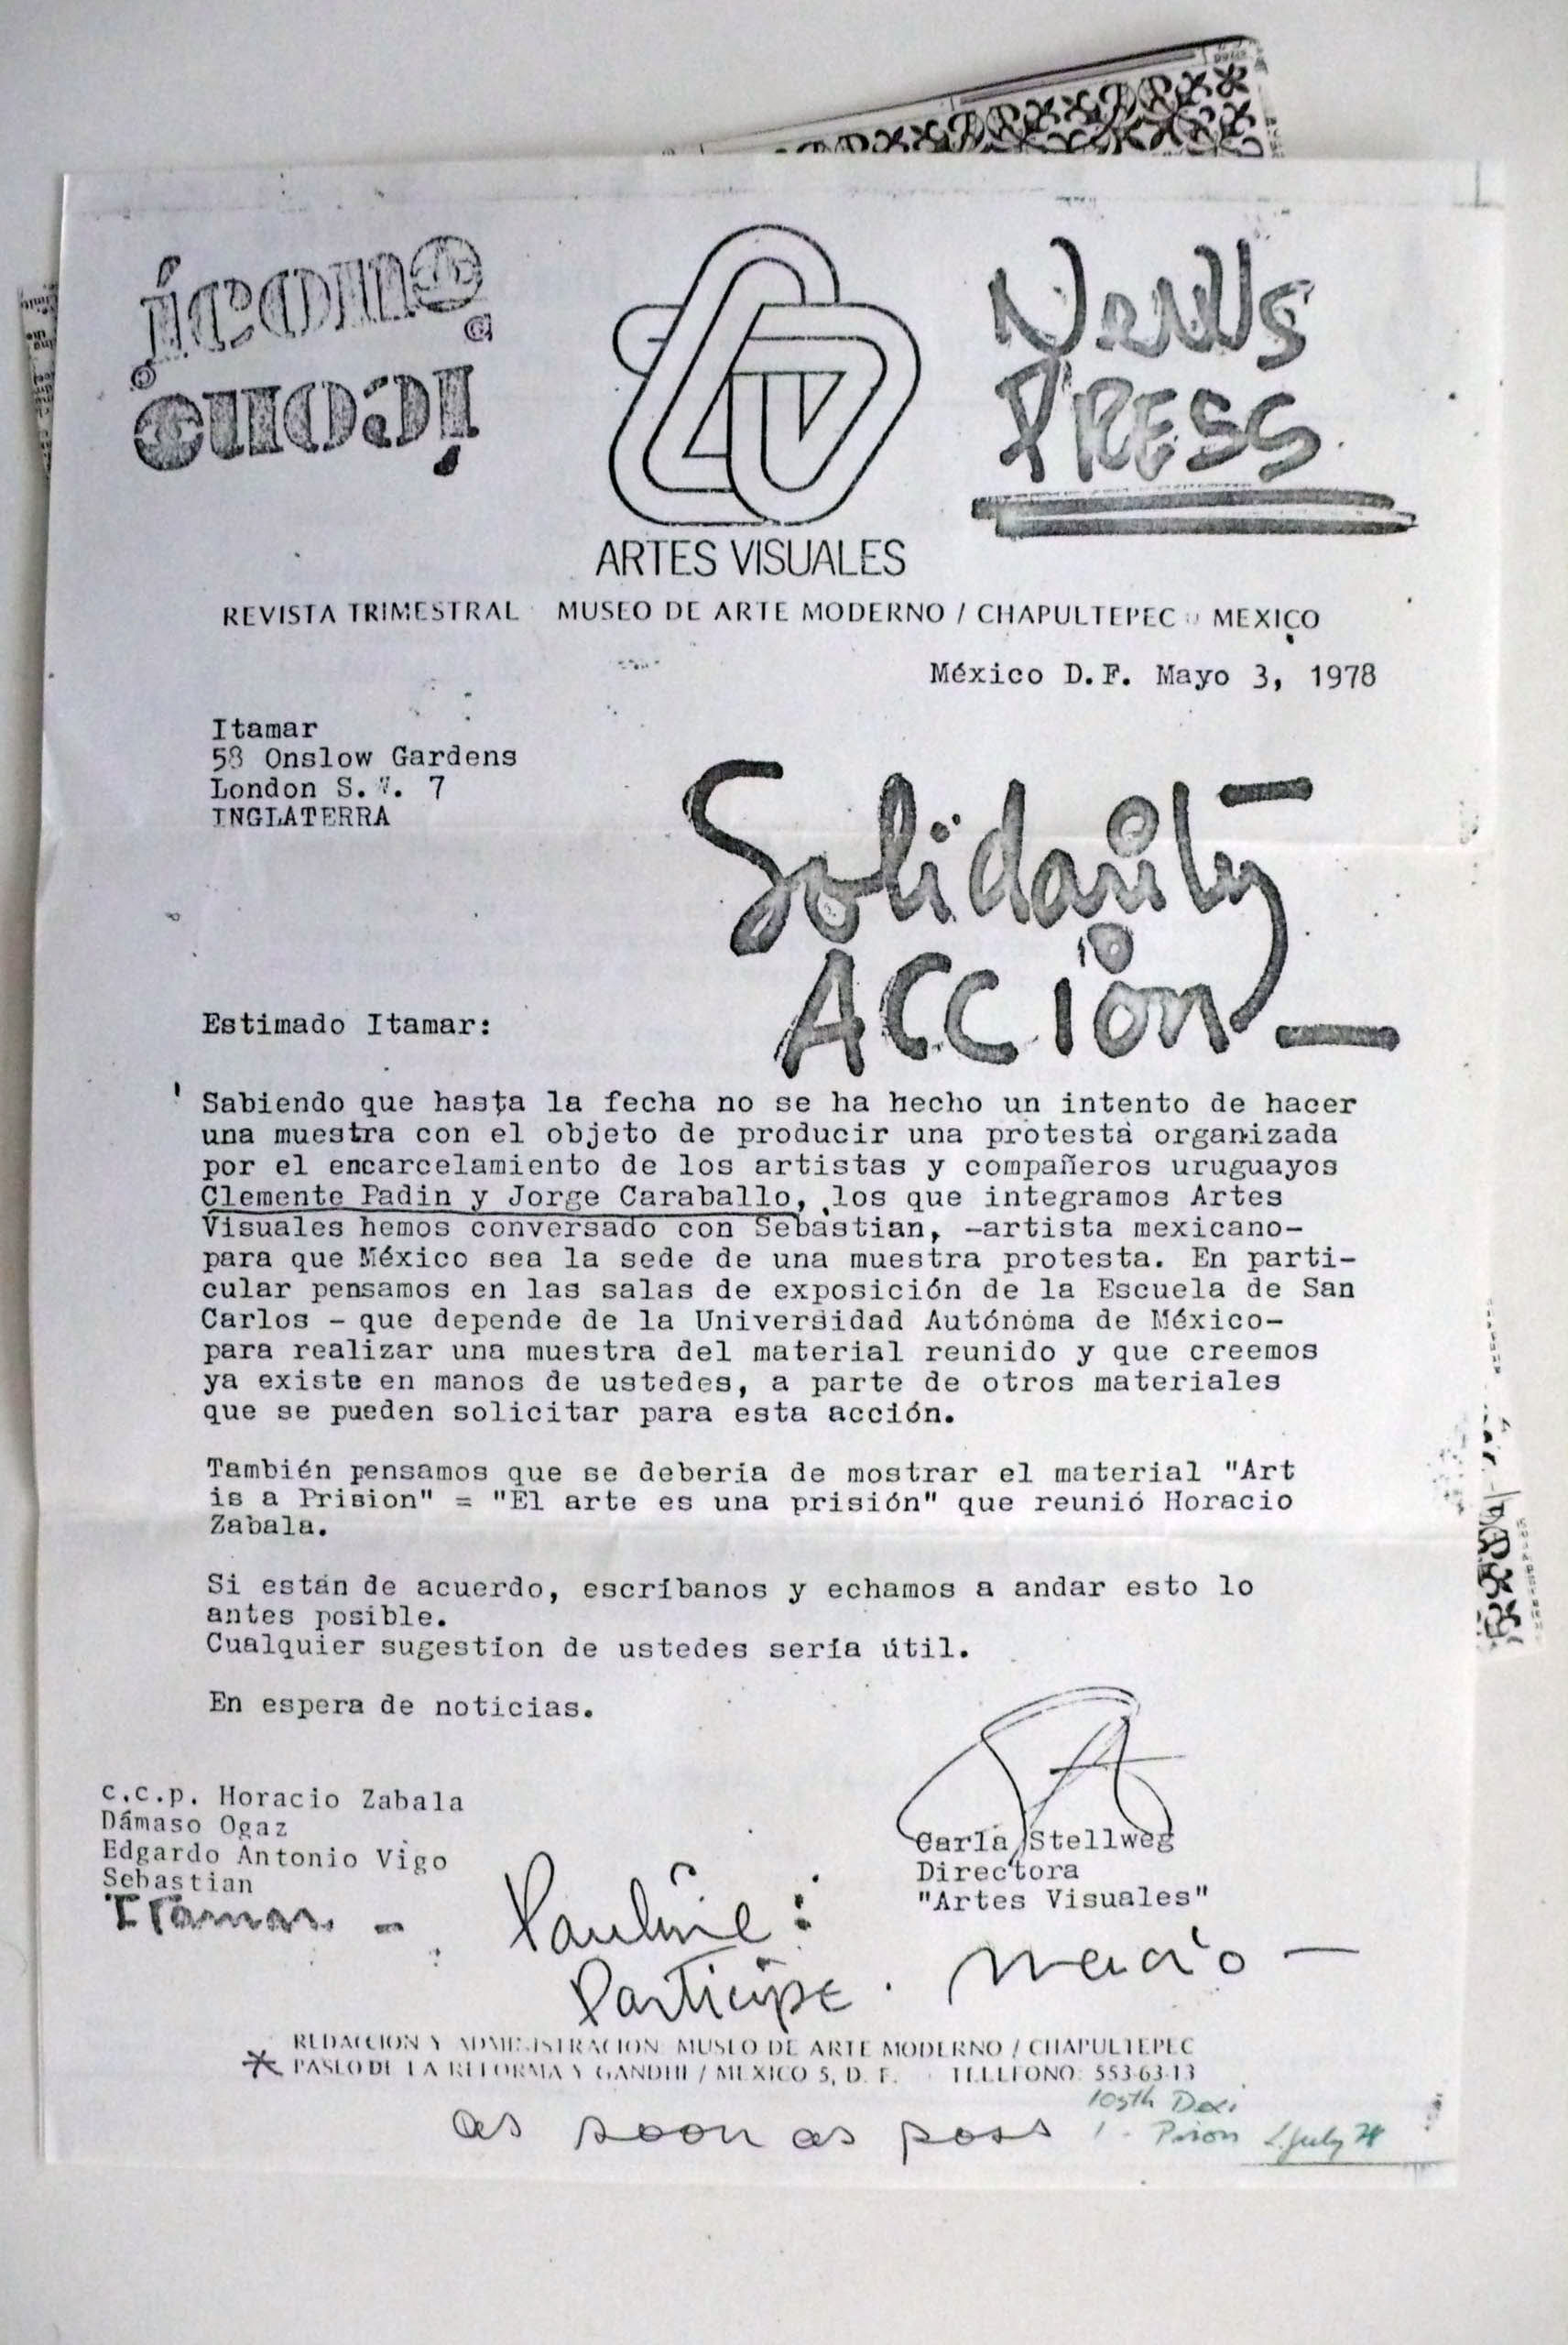 icono
icono
News
PRESS
ARTES VISUALES
REVISTA TRIMESTRAL MUSEO DE ARTE MODERNO / CHAPULTEPEC MEXICO
México D.F. Mayo 3, 1978
Itamar
58 Onslow Gardens
London S.W. 7
INGLATERRA
Solidarity
ACCión —
Estimado Itamar:
Sabiendo que hasta la fecha no se ha hecho un intento de hacer
una muestra con el objeto de producir una protesta organizada
por el encarcelamiento de los artistas y compañeros uruguayos
Clemente Padin y Jorge Caraballo, los que integramos Artes
Visuales hemos conversado con Sebastian, -artista mexicano-
para que México sea la sede de una muestra protesta. En parti-
cular pensamos en las salas de exposición de la Escuela de San
Carlos - que depende de la Universidad Autónoma de México-
para realizar una muestra del material reunido y que creemos
ya existe en manos de ustedes, a parte de otros materiales
que se pueden solicitar para esta acción.
También pensamos que se debería de mostrar el material "Art
is a Prision" = "El arte es una prisión" que reunió Horacio
Zabala.
Si están de acuerdo, escríbanos y echamos a andar esto lo
antes posible.
Cualquier sugestion de ustedes sería útil.
En espera de noticias.
c.c.p. Horacio Zabala
Dámaso Ogaz
Edgardo Antonio Vigo
Sebastian
Itamar. -
Carla Stellweg
Directora
"Artes Visuales"
Pauline:
Participe.
REDACCION Y ADMINISTRACION MUSEO DE ARTE MODERNO / CHAPULTEPEC
PASEO DE LA REFORMA Y GANDHI / MEXICO 5, D. F. TELEFONO: 553-63-13
as soon as poss
July 78